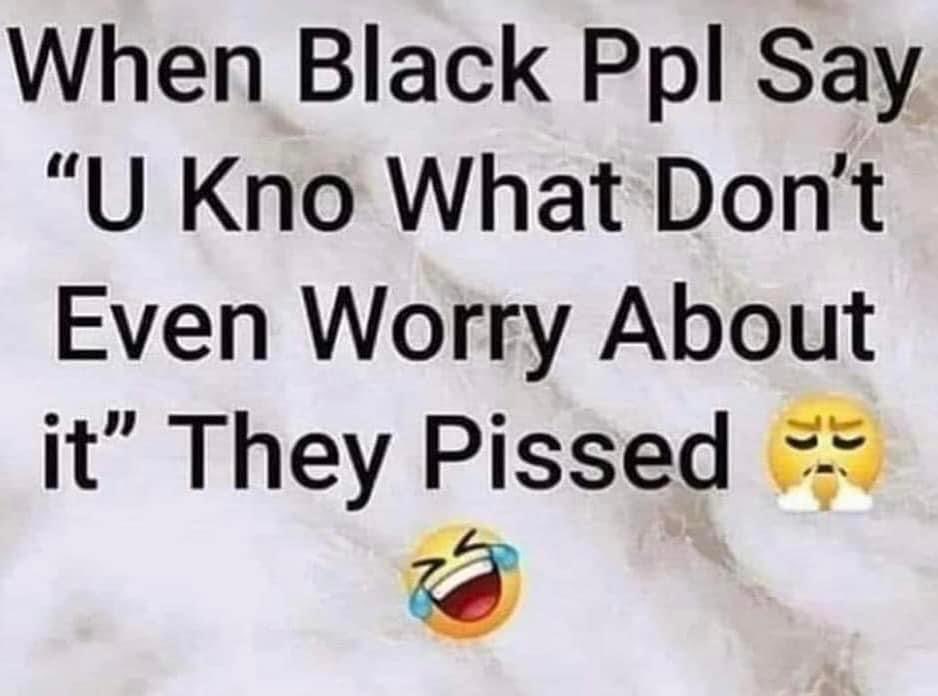 When Black Ppl Say
“U Kno What Don't
Even Worry About
it” They Pissed 😤
🤣